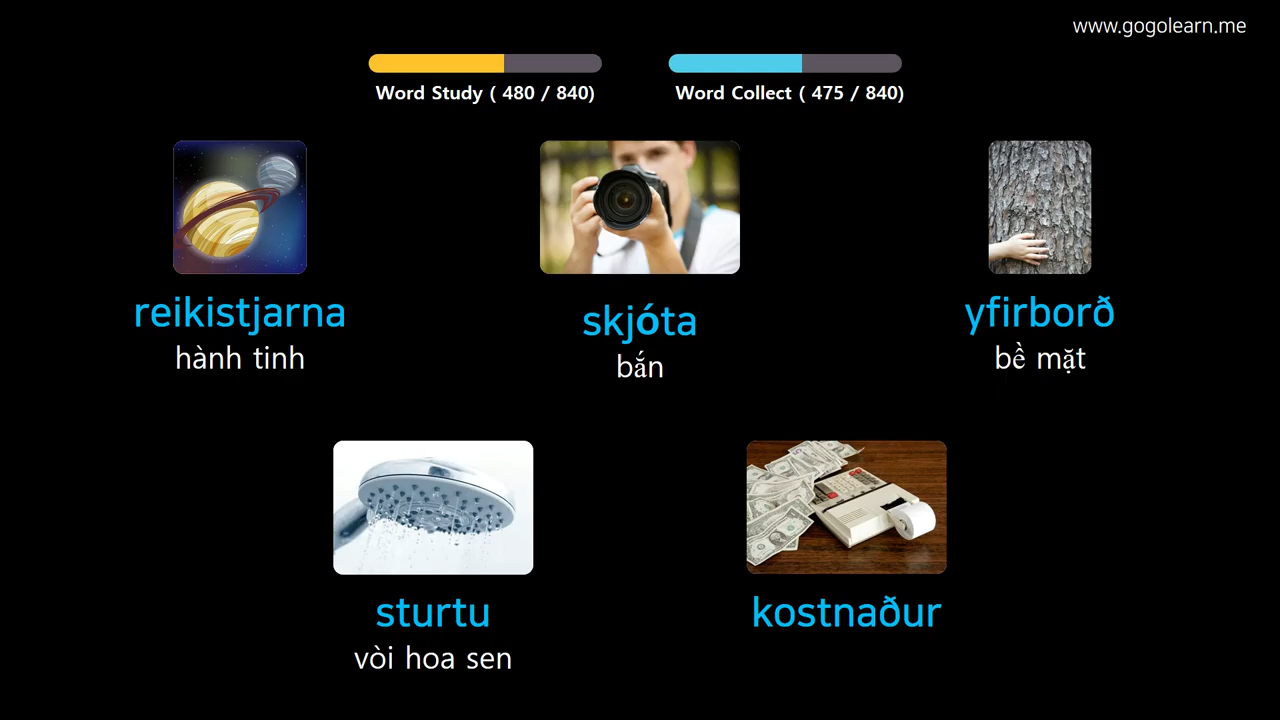 www.gogolearn.me
Word Study ( 480 / 840)
Word Collect ( 475 / 840)
reikistjarna
hành tinh
skjóta
bắn
yfirborð
bề mặt
sturtu
vòi hoa sen
kostnaður